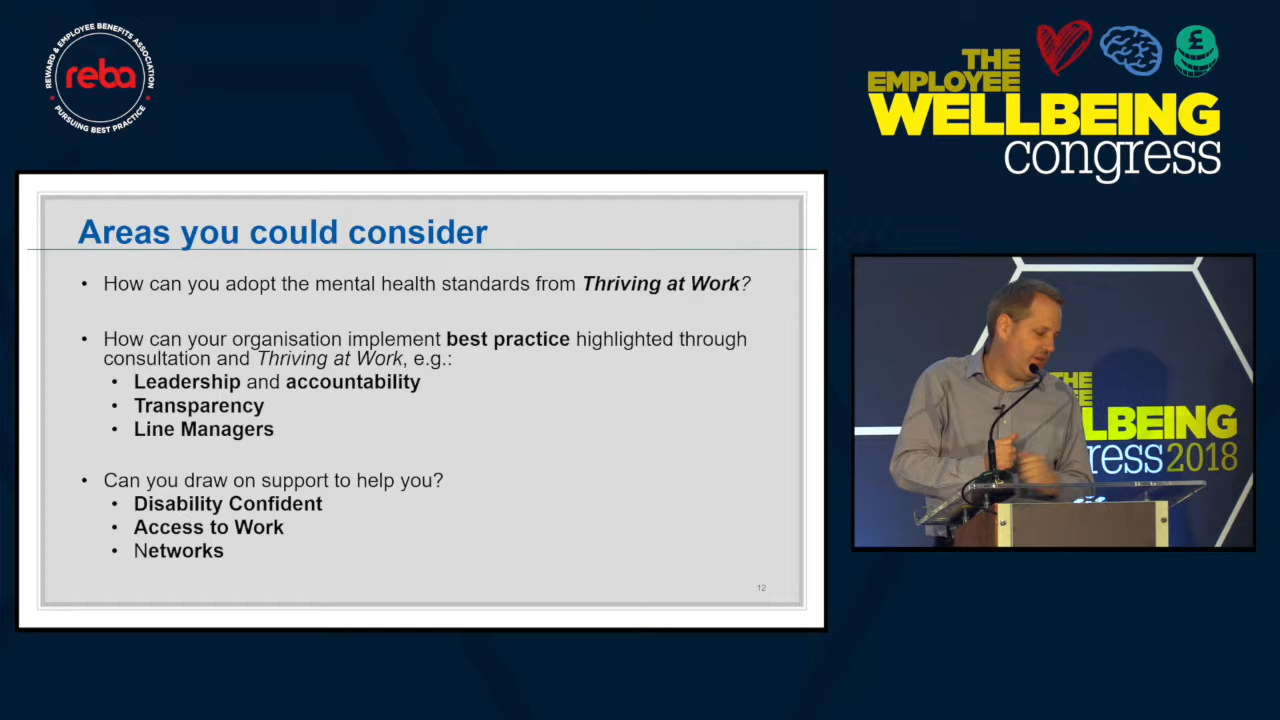 REWARD & EMPLOYEE BENEFITS ASSOCIATION
reba
PURSUING BEST PRACTICE
THE
EMPLOYEE
WELLBEING
congress
£
Areas you could consider
• How can you adopt the mental health standards from Thriving at Work?
• How can your organisation implement best practice highlighted through
consultation and Thriving at Work, e.g.:
• Leadership and accountability
• Transparency
• Line Managers
• Can you draw on support to help you?
• Disability Confident
• Access to Work
• Networks
12
THE
EE
LBEING
ress 2018